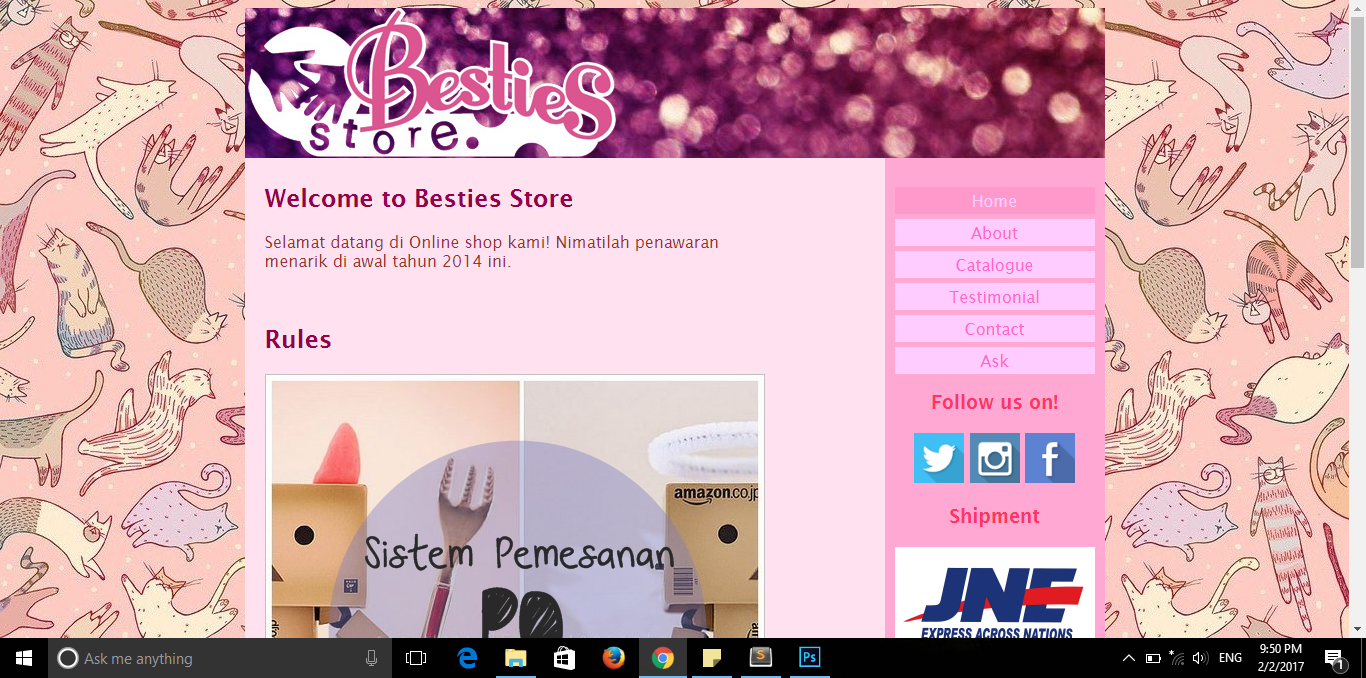 Besties
store.
Welcome to Besties Store
Selamat datang di Online shop kami! Nimatilah penawaran
menarik di awal tahun 2014 ini.
Rules
amazon.co.jp
Sistem Pemesanan
PO
Home
About
Catalogue
Testimonial
Contact
Ask
Follow us on!
f
Shipment
JNE
EXPRESS ACROSS NATIONS
Ask me anything
e
S
Ps
ENG
9:50 PM
2/2/2017
1